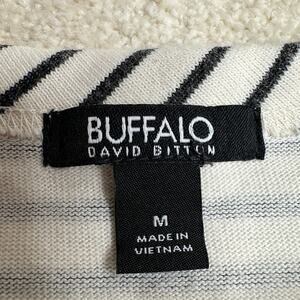 BUFFALO
DAVID BITTON
M
MADE IN
VIETNAM